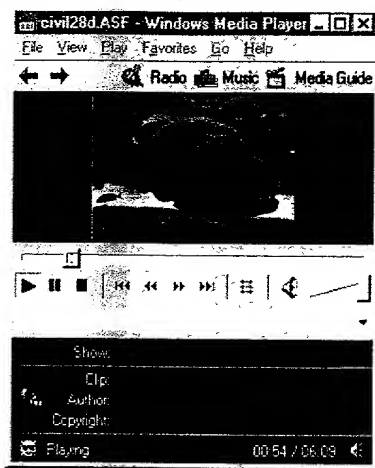 civil28d.ASF - Windows Media Player
File View Play Favorites Go Help
Radio Music Media Guide
Show:
Clip:
Author:
Copyright:
Playing 00:54 / 06:09